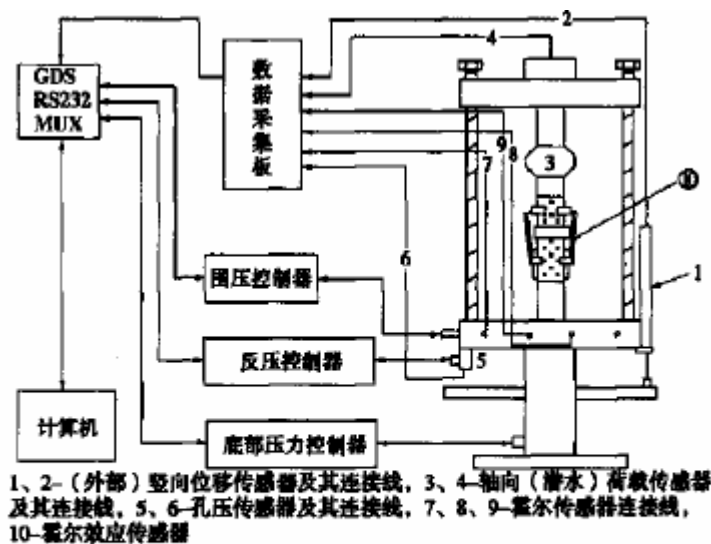 2
4
GDS
RS232
MUX
数据采集板
9
8
7
3
⑩
6
1
围压控制器
反压控制器
5
计算机
底部压力控制器
1、2-（外部）竖向位移传感器及其连接线，3、4-轴向（潜水）荷载传感器
及其连接线，5、6-孔压传感器及其连接线，7、8、9-霍尔传感器连接线，
10-霍尔效应传感器